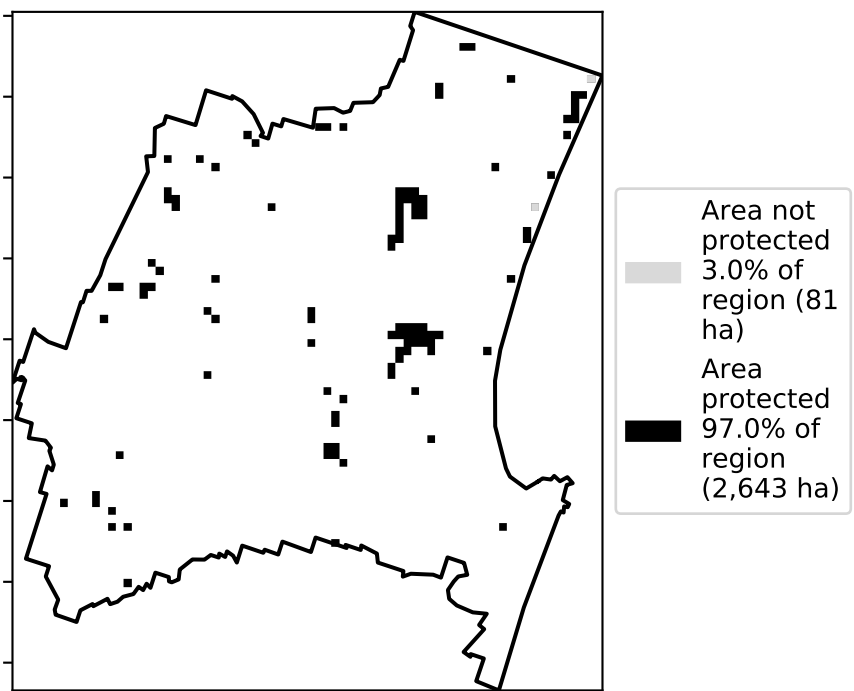 Area not
protected
3.0% of
region (81
ha)
Area
protected
97.0% of
region
(2,643 ha)